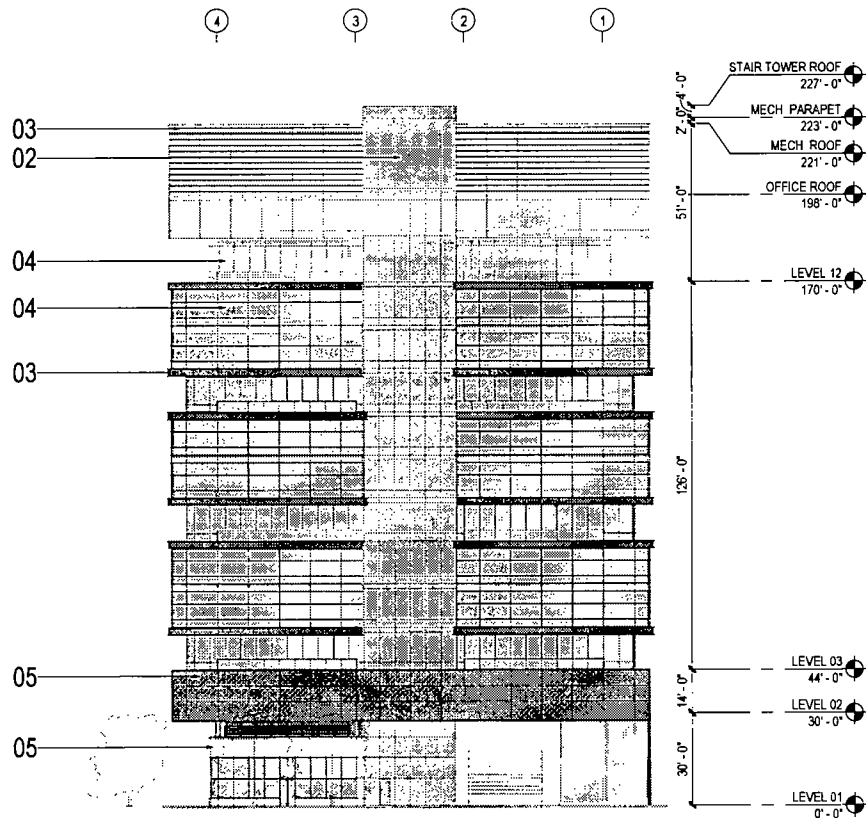 4 3 2 1
STAIR TOWER ROOF
227' - 0"
4' - 0"
MECH PARAPET
223' - 0"
2' - 0"
MECH ROOF
221' - 0"
OFFICE ROOF
198' - 0"
51' - 0"
LEVEL 12
170' - 0"
126' - 0"
LEVEL 03
44' - 0"
14' - 0"
LEVEL 02
30' - 0"
30' - 0"
LEVEL 01
0' - 0"
03
02
04
04
03
05
05